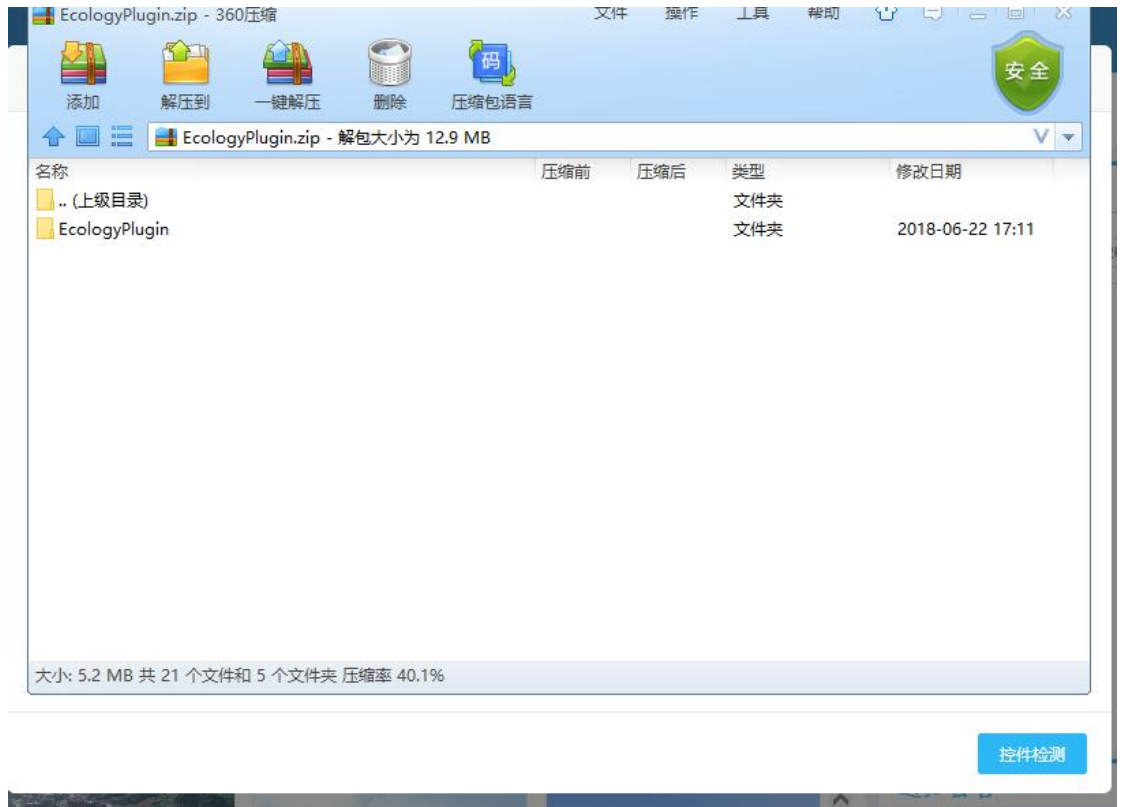 EcologyPlugin.zip - 360压缩
文件 操作 工具 帮助
码
安全
添加 解压到 一键解压 删除 压缩包语言
EcologyPlugin.zip - 解包大小为 12.9 MB
名称 压缩前 压缩后 类型 修改日期
.. (上级目录) 文件夹
EcologyPlugin 文件夹 2018-06-22 17:11
大小: 5.2 MB 共 21 个文件和 5 个文件夹 压缩率 40.1%
控件检测